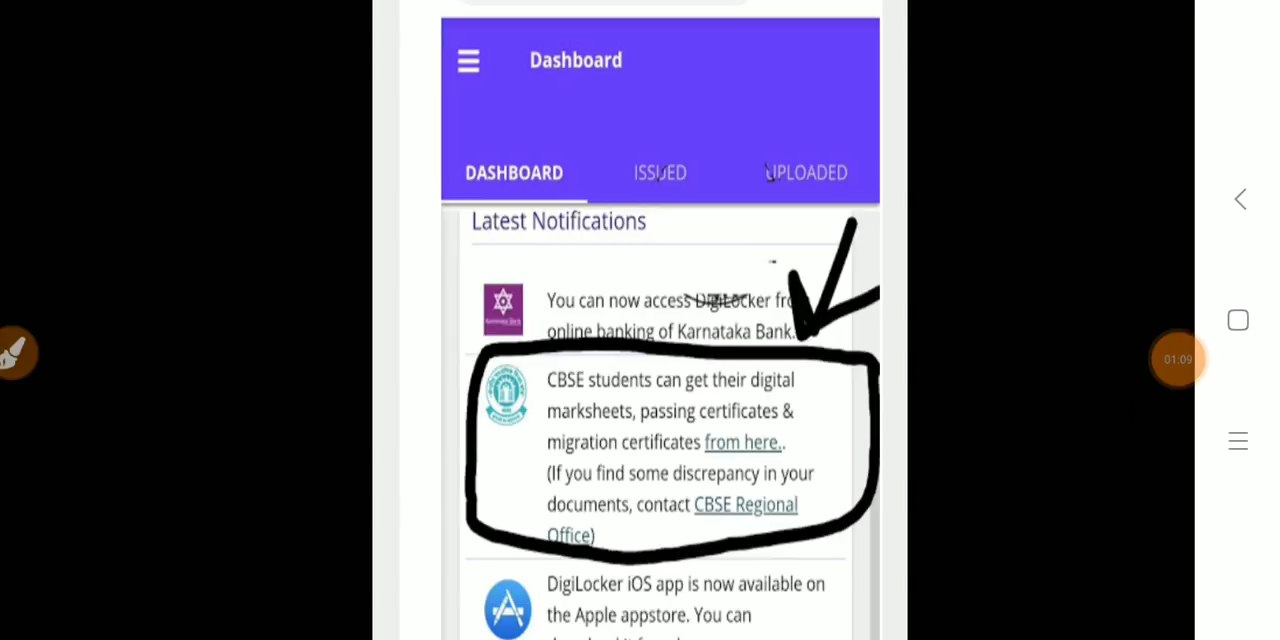 Dashboard
DASHBOARD ISSUED UPLOADED
Latest Notifications
You can now access DigiLocker from
online banking of Karnataka Bank.
CBSE students can get their digital
marksheets, passing certificates &
migration certificates from here..
(If you find some discrepancy in your
documents, contact CBSE Regional
Office)
DigiLocker iOS app is now available on
the Apple appstore. You can
01:09